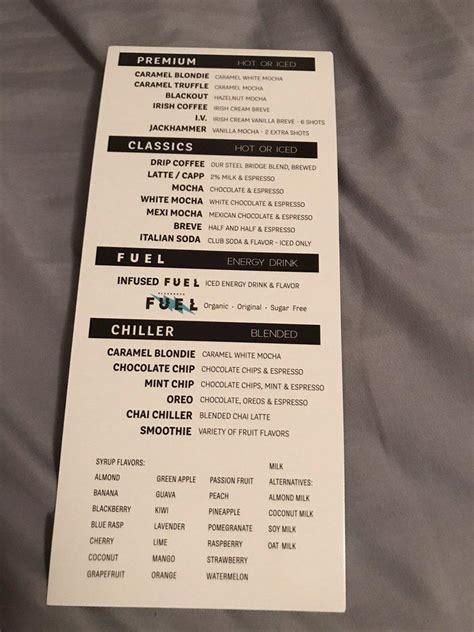 PREMIUM HOT OR ICED
CARAMEL BLONDIE CARAMEL WHITE MOCHA
CARAMEL TRUFFLE CARAMEL MOCHA
BLACKOUT HAZELNUT MOCHA
IRISH COFFEE IRISH CREAM BREVE
I.V. IRISH CREAM VANILLA BREVE - 6 SHOTS
JACKHAMMER VANILLA MOCHA - 2 EXTRA SHOTS
CLASSICS HOT OR ICED
DRIP COFFEE OUR STEEL BRIDGE BLEND, BREWED
LATTE / CAPP 2% MILK & ESPRESSO
MOCHA CHOCOLATE & ESPRESSO
WHITE MOCHA WHITE CHOCOLATE & ESPRESSO
MEXI MOCHA MEXICAN CHOCOLATE & ESPRESSO
BREVE HALF AND HALF & ESPRESSO
ITALIAN SODA CLUB SODA & FLAVOR - ICED ONLY
FUEL ENERGY DRINK
INFUSED FUEL ICED ENERGY DRINK & FLAVOR
FUEL Organic - Original - Sugar Free
CHILLER BLENDED
CARAMEL BLONDIE CARAMEL WHITE MOCHA
CHOCOLATE CHIP CHOCOLATE CHIPS & ESPRESSO
MINT CHIP CHOCOLATE CHIPS, MINT & ESPRESSO
OREO CHOCOLATE, OREOS & ESPRESSO
CHAI CHILLER BLENDED CHAI LATTE
SMOOTHIE VARIETY OF FRUIT FLAVORS
SYRUP FLAVORS: MILK
ALMOND GREEN APPLE PASSION FRUIT ALTERNATIVES:
BANANA GUAVA PEACH ALMOND MILK
BLACKBERRY KIWI PINEAPPLE COCONUT MILK
BLUE RASP LAVENDER POMEGRANATE SOY MILK
CHERRY LIME RASPBERRY OAT MILK
COCONUT MANGO STRAWBERRY
GRAPEFRUIT ORANGE WATERMELON